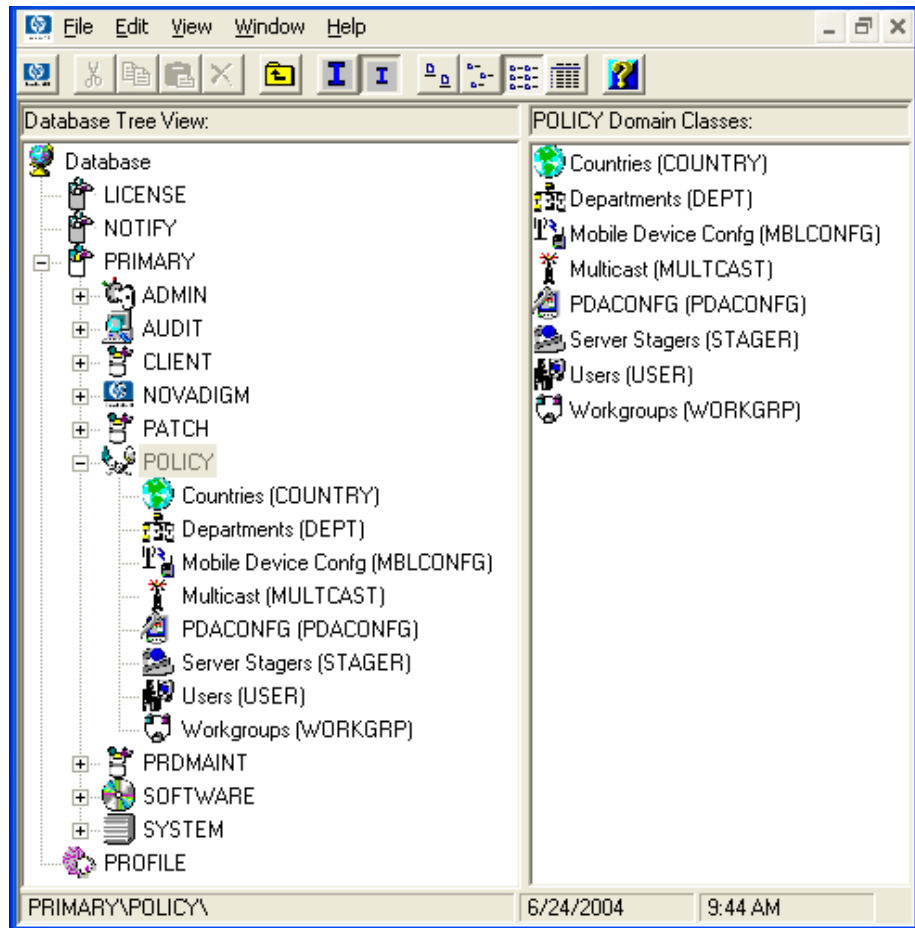 File Edit View Window Help
Database Tree View:
Database
LICENSE
NOTIFY
PRIMARY
ADMIN
AUDIT
CLIENT
NOVADIGM
PATCH
POLICY
Countries (COUNTRY)
Departments (DEPT)
Mobile Device Confg (MBLCONFG)
Multicast (MULTCAST)
PDACONFG (PDACONFG)
Server Stagers (STAGER)
Users (USER)
Workgroups (WORKGRP)
PRDMAINT
SOFTWARE
SYSTEM
PROFILE
POLICY Domain Classes:
Countries (COUNTRY)
Departments (DEPT)
Mobile Device Confg (MBLCONFG)
Multicast (MULTCAST)
PDACONFG (PDACONFG)
Server Stagers (STAGER)
Users (USER)
Workgroups (WORKGRP)
PRIMARY\POLICY\ 6/24/2004 9:44 AM